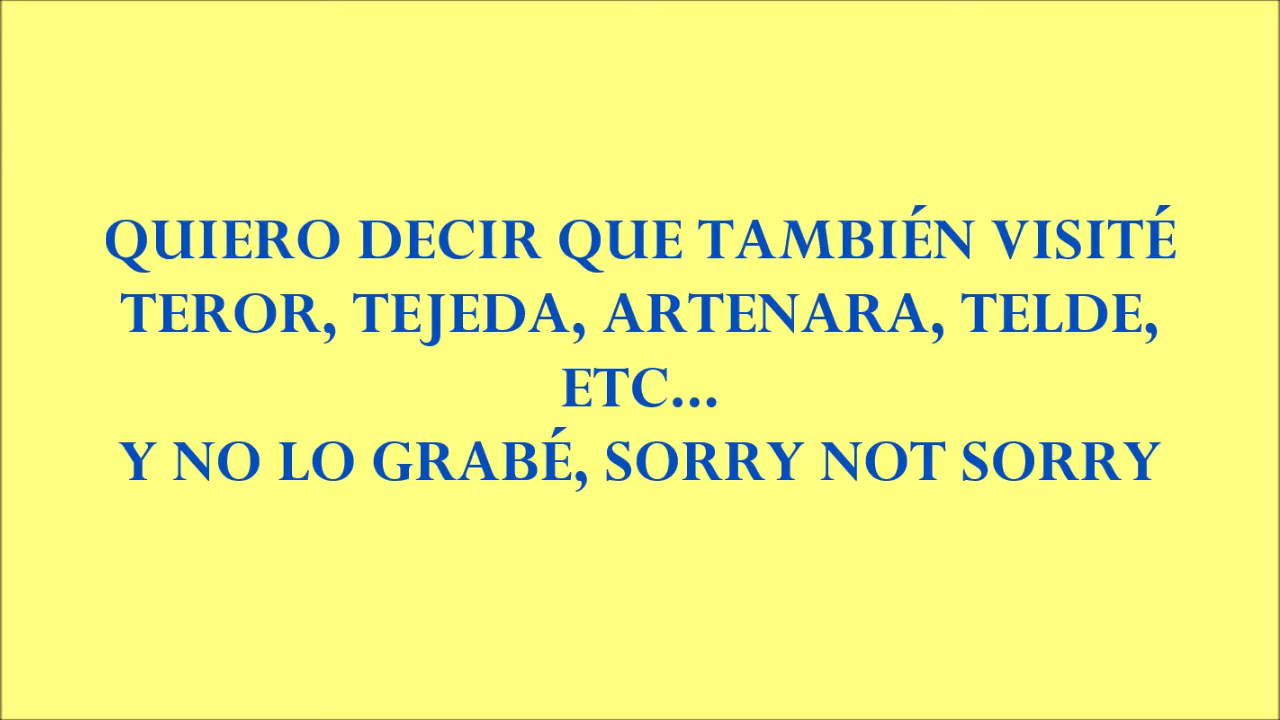 QUIERO DECIR QUE TAMBIÉN VISITÉ
TEROR, TEJEDA, ARTENARA, TELDE,
ETC...
Y NO LO GRABÉ, SORRY NOT SORRY